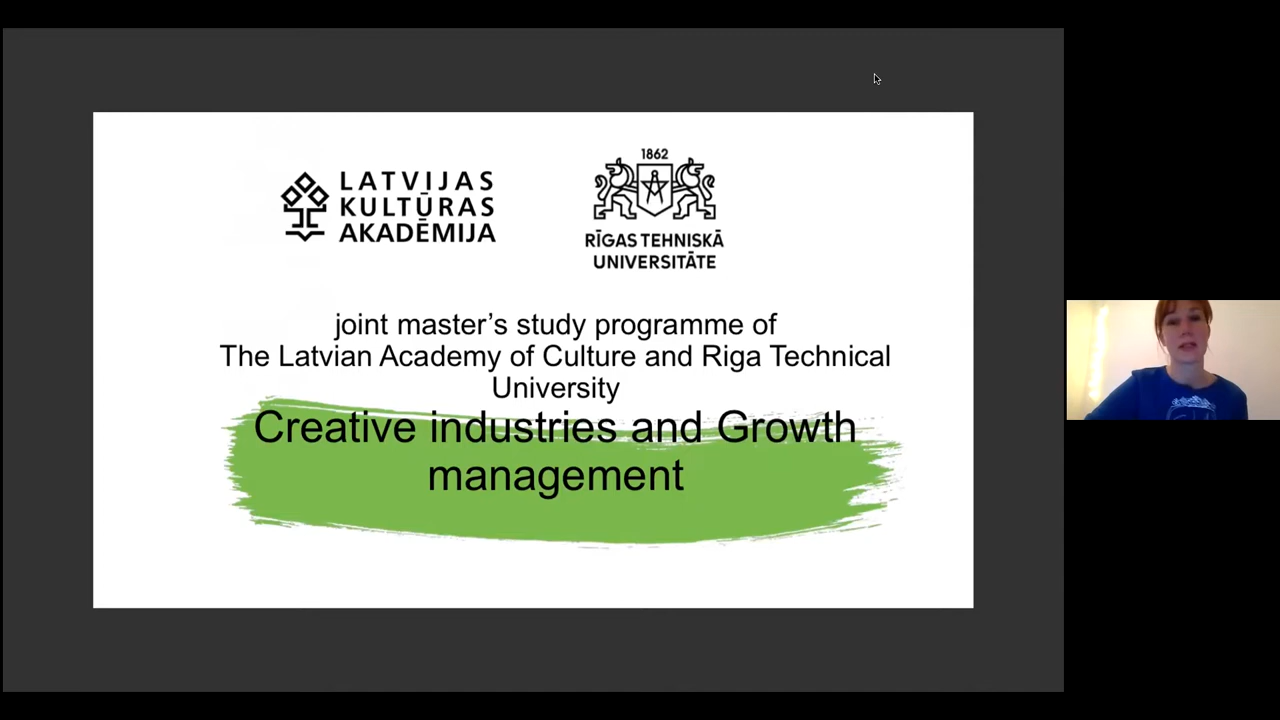 LATVIJAS
KULTŪRAS
AKADĒMIJA
1862
RĪGAS TEHNISKĀ
UNIVERSITĀTE
joint master’s study programme of
The Latvian Academy of Culture and Riga Technical
University
Creative industries and Growth
management